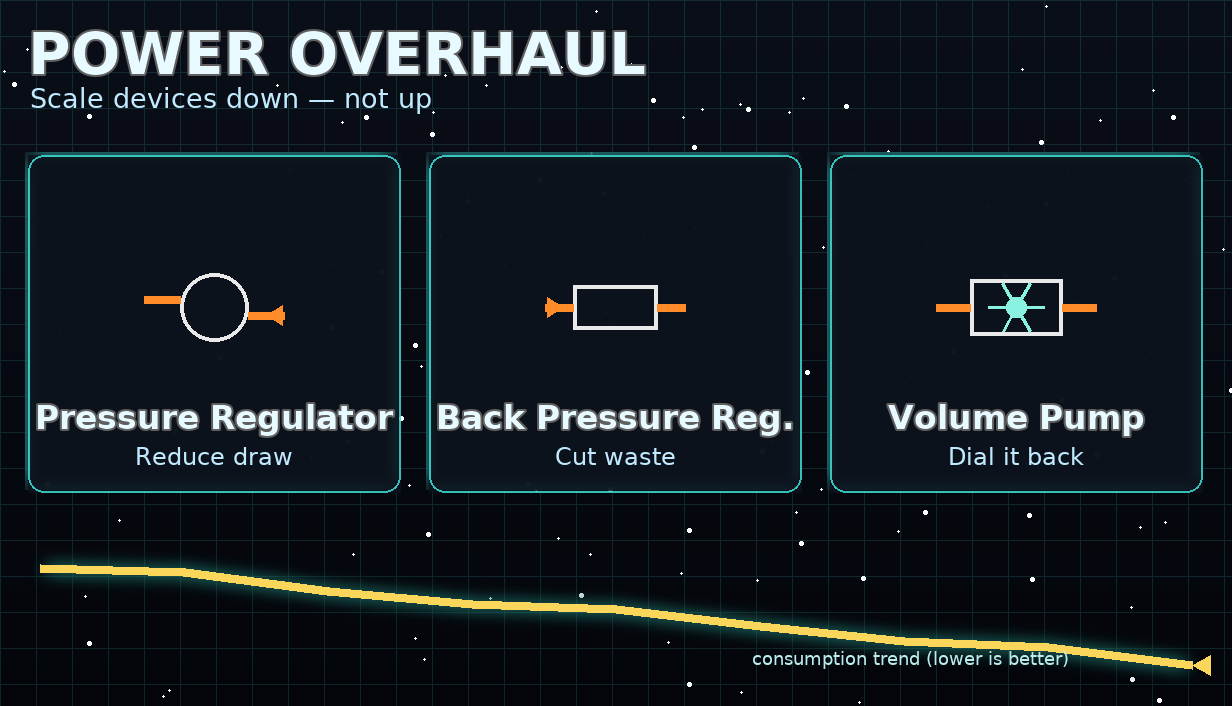 POWER OVERHAUL
Scale devices down — not up
Pressure Regulator
Reduce draw
Back Pressure Reg.
Cut waste
Volume Pump
Dial it back
consumption trend (lower is better)